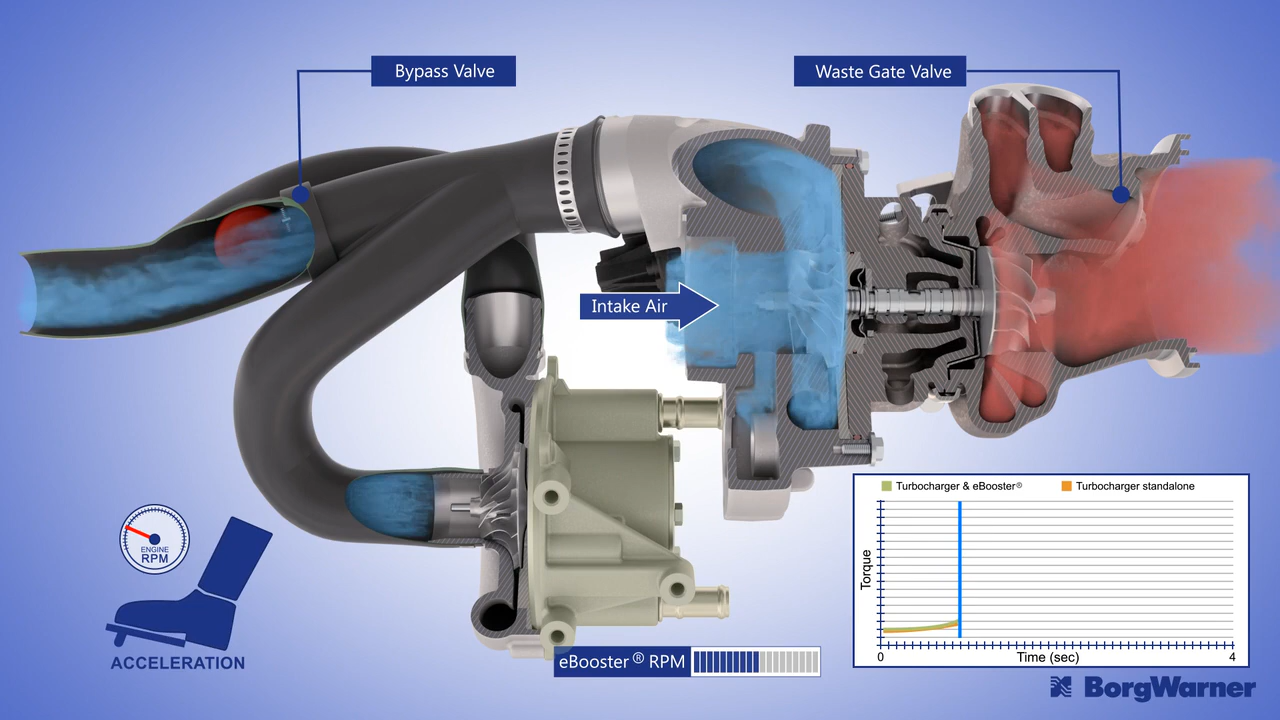 Bypass Valve
Waste Gate Valve
Intake Air
ENGINE
RPM
ACCELERATION
eBooster® RPM
Turbocharger & eBooster®
Turbocharger standalone
Torque
0
Time (sec)
4
BorgWarner